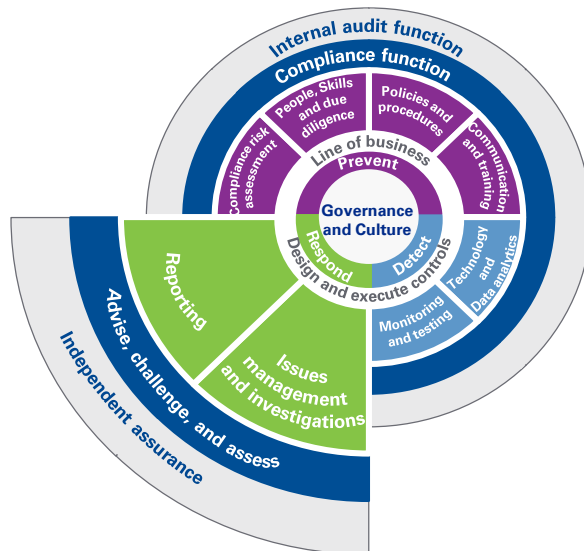 Internal audit function
Compliance function
People, Skills
and due
diligence
Policies and
procedures
Compliance risk
assessment
Communication
and training
Line of business
Prevent
Governance
and Culture
Respond
Detect
Design and execute controls
Technology
and
Data analytics
Monitoring
and testing
Reporting
Issues
management
and investigations
Advise, challenge, and assess
Independent assurance